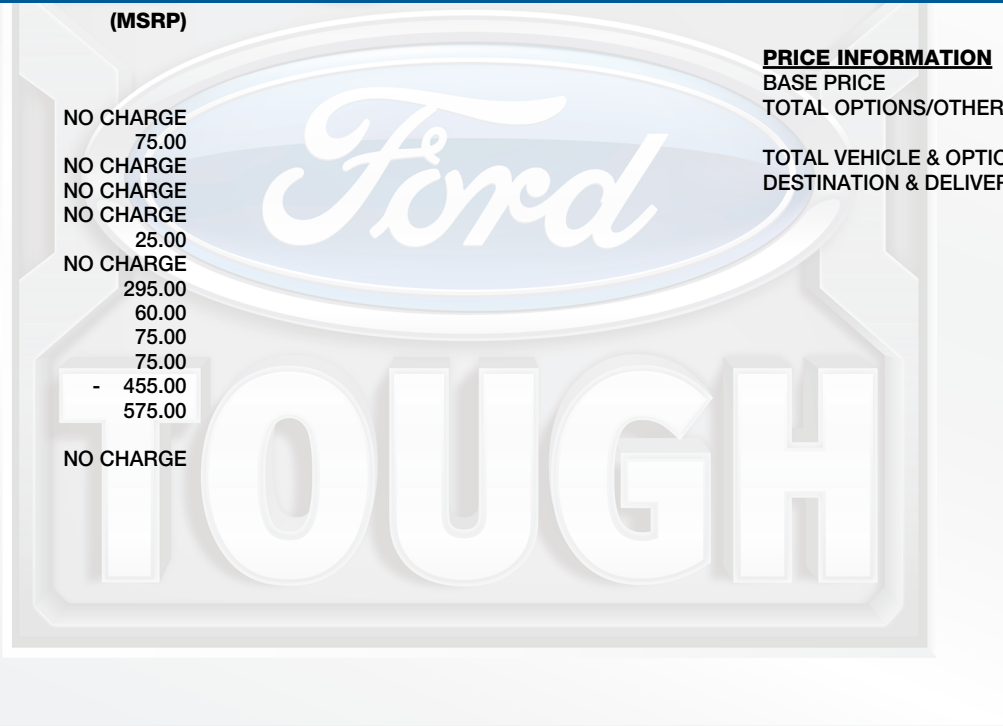 (MSRP)
NO CHARGE
75.00
NO CHARGE
NO CHARGE
NO CHARGE
25.00
NO CHARGE
295.00
60.00
75.00
75.00
- 455.00
575.00
NO CHARGE
PRICE INFORMATION
BASE PRICE
TOTAL OPTIONS/OTHER
TOTAL VEHICLE & OPTIO
DESTINATION & DELIVER
Ford
TOUGH